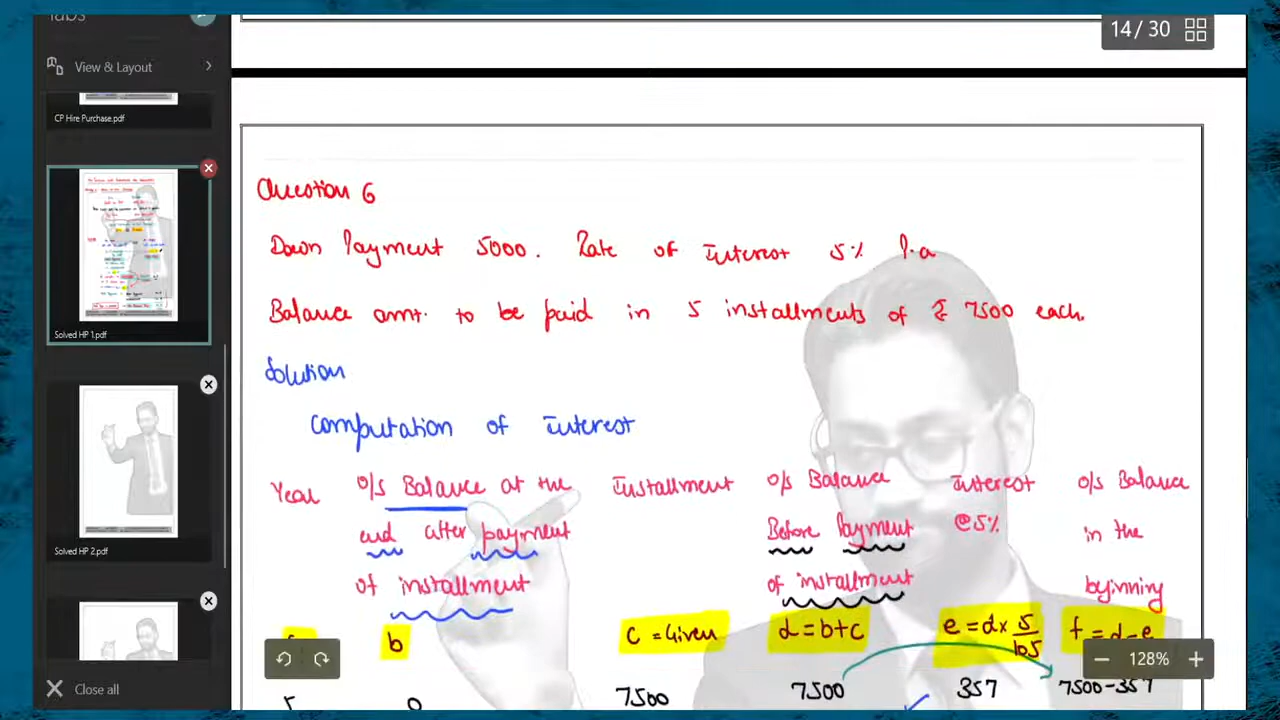 Tabs
14 / 30
View & Layout
CP Hire Purchase.pdf
Solved HP 1.pdf
Solved HP 2.pdf
Close all
Question 6
Down Payment 5000. Rate of Interest 5% P.a
Balance amt. to be paid in 5 installments of ₹ 7500 each.
Solution
Computation of Interest
Year O/s Balance at the end after payment of installment Installment O/s Balance Before Payment of installment Interest @5% O/s Balance in the beginning
b c = Given d = b+c e = d x 5/105 f = d-e
5 0 7500 7500 357 7500-357
128%